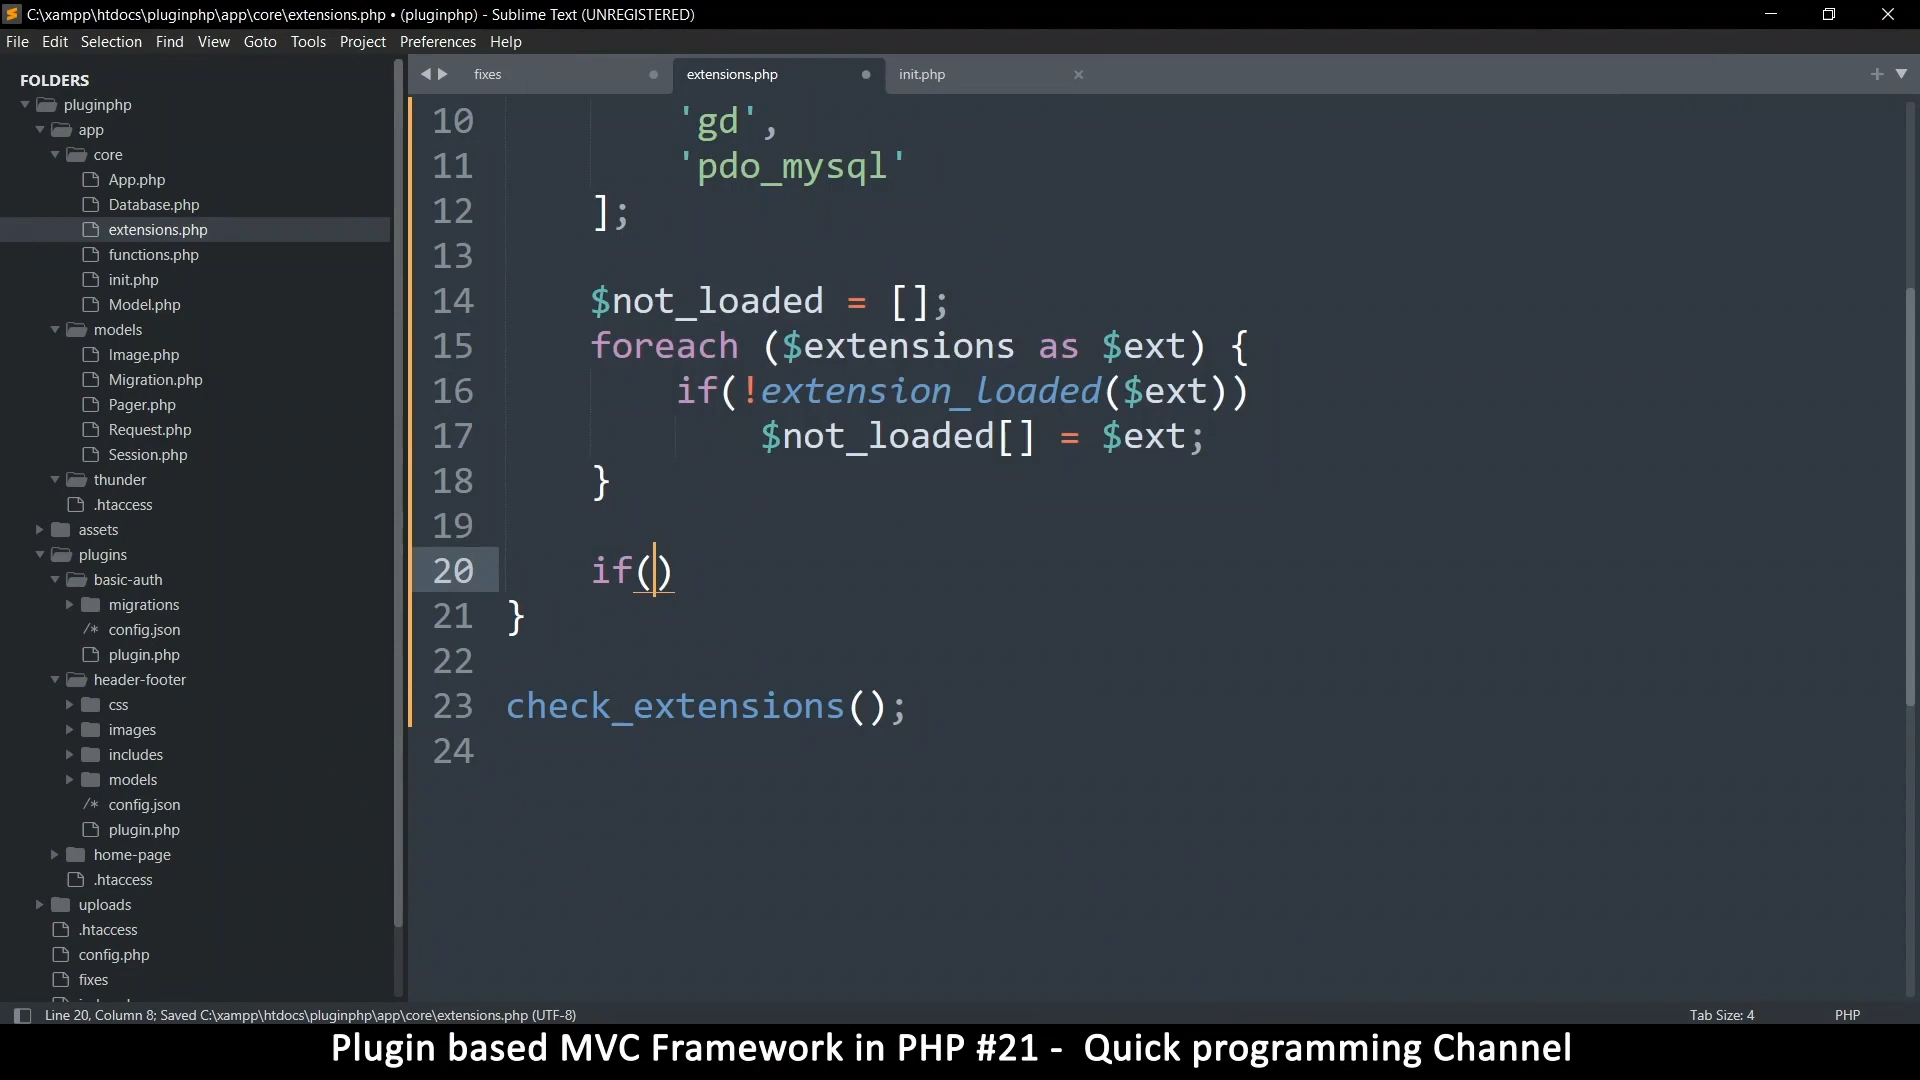 C:\xampp\htdocs\pluginphp\app\core\extensions.php • (pluginphp) - Sublime Text (UNREGISTERED)
File Edit Selection Find View Goto Tools Project Preferences Help
FOLDERS
pluginphp
app
core
App.php
Database.php
extensions.php
functions.php
init.php
Model.php
models
Image.php
Migration.php
Pager.php
Request.php
Session.php
thunder
.htaccess
assets
plugins
basic-auth
migrations
/* config.json
plugin.php
header-footer
css
images
includes
models
/* config.json
plugin.php
home-page
.htaccess
uploads
.htaccess
config.php
fixes
fixes extensions.php init.php
10 'gd',
11 'pdo_mysql'
12 ];
13
14 $not_loaded = [];
15 foreach ($extensions as $ext) {
16 if(!extension_loaded($ext))
17 $not_loaded[] = $ext;
18 }
19
20 if()
21 }
22
23 check_extensions();
24
Line 20, Column 8; Saved C:\xampp\htdocs\pluginphp\app\core\extensions.php (UTF-8)
Tab Size: 4 PHP
Plugin based MVC Framework in PHP #21 - Quick programming Channel